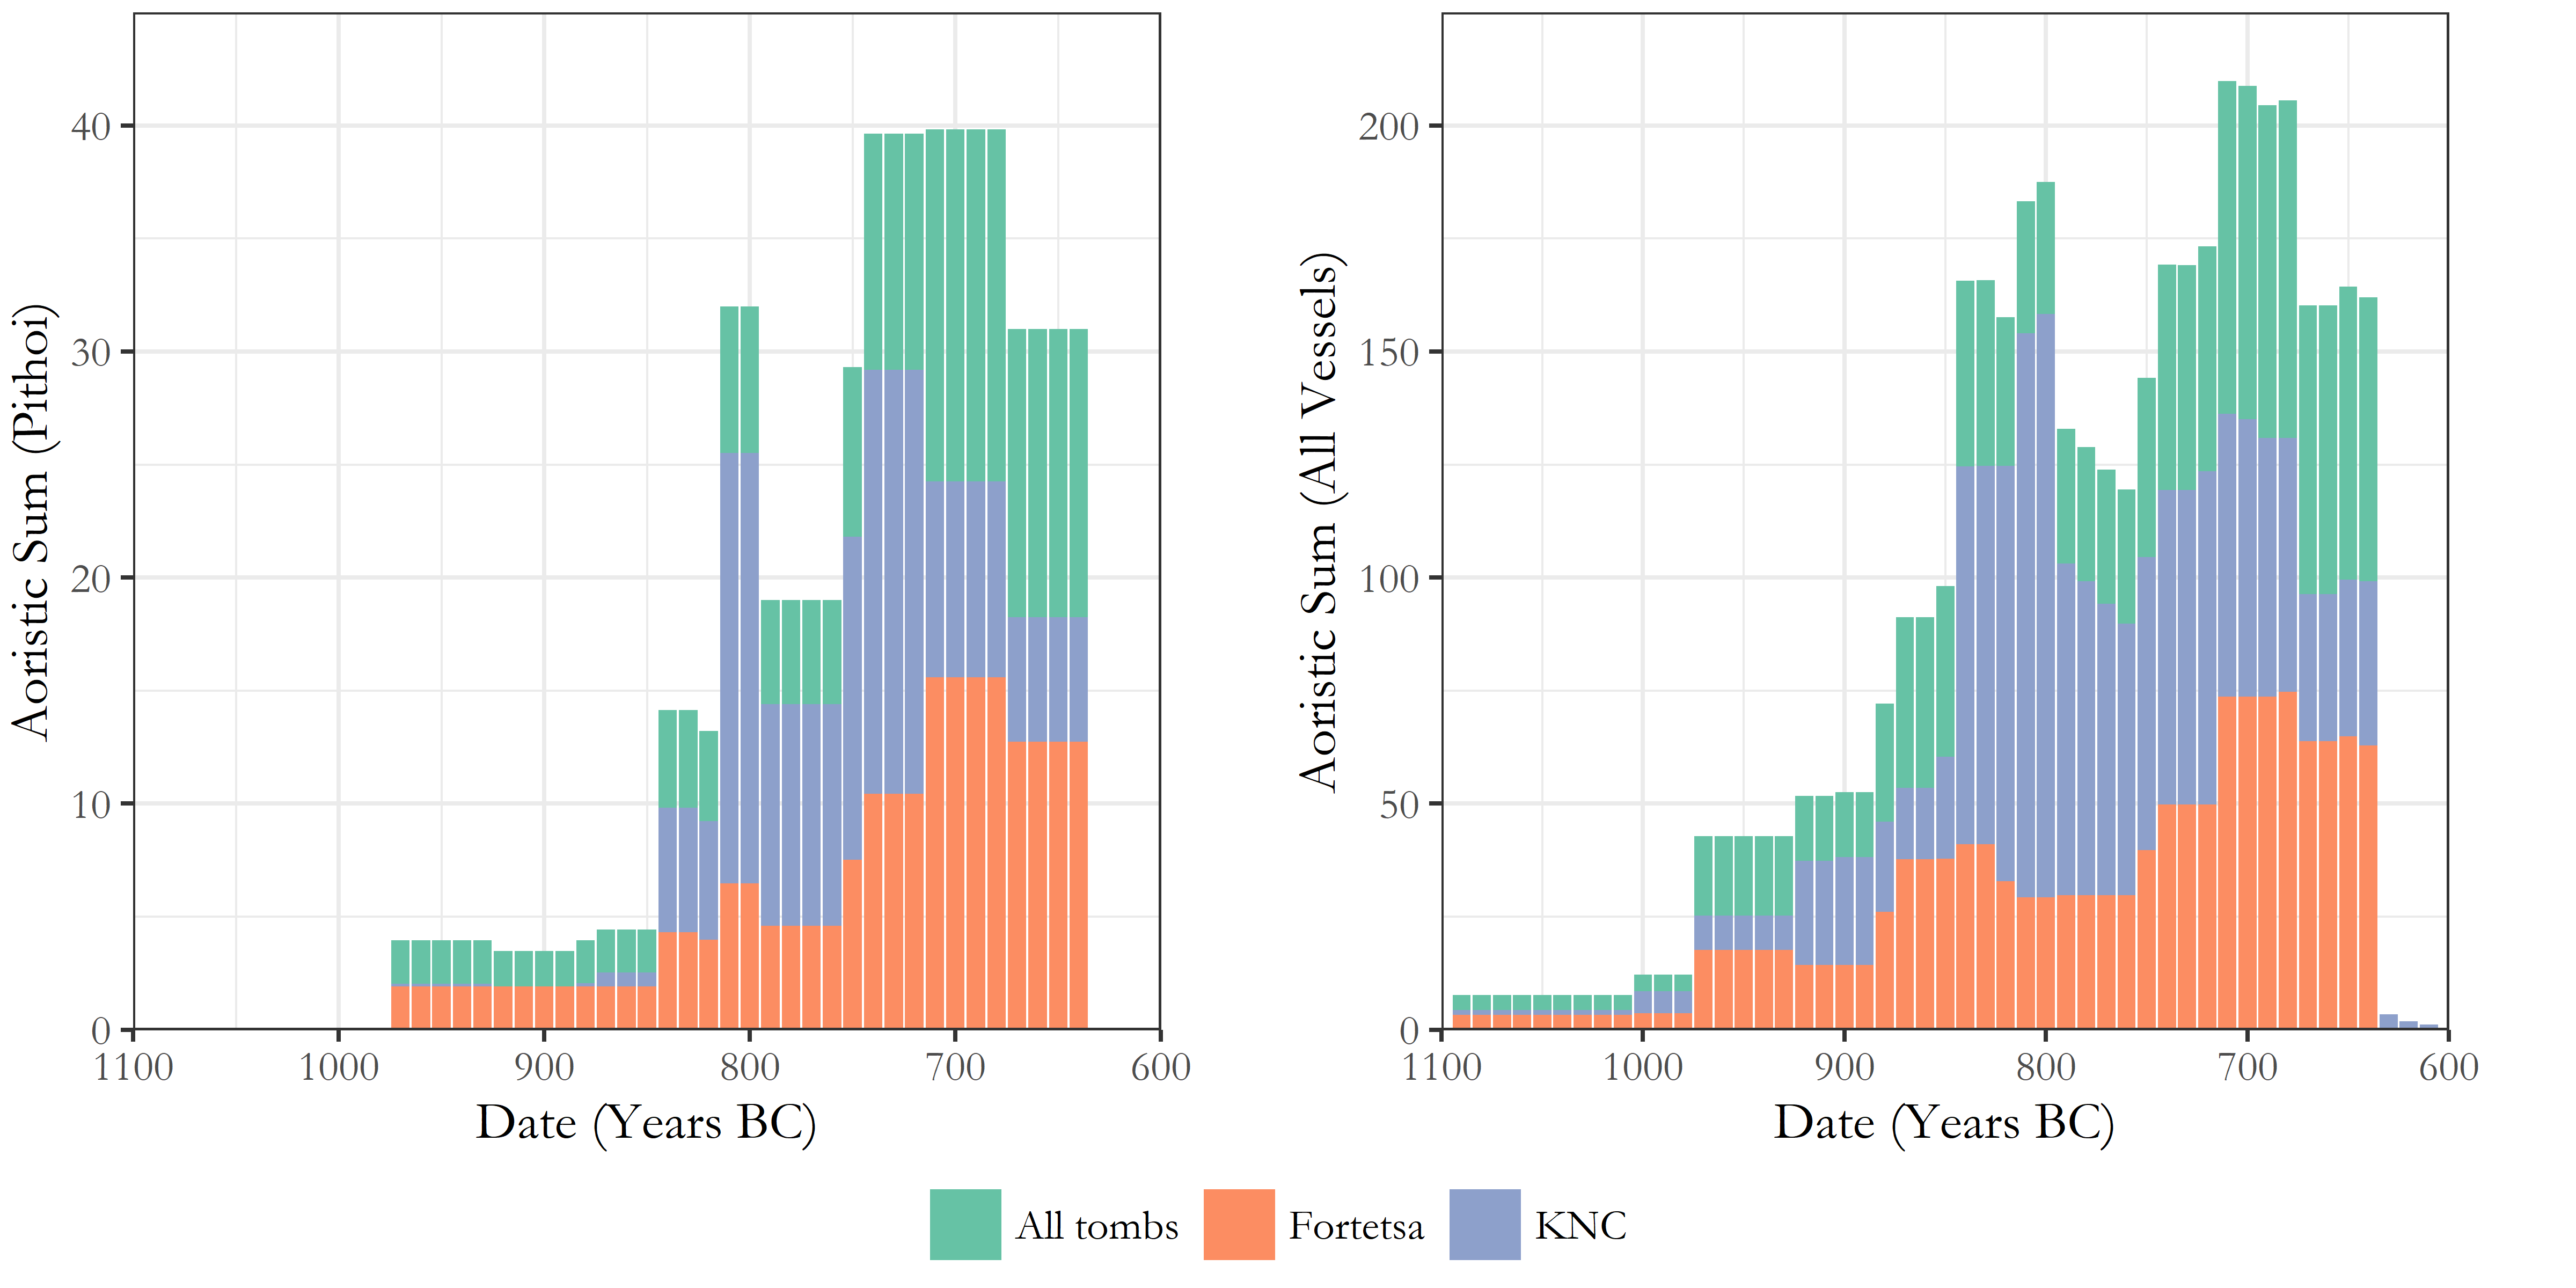 Aoristic Sum (Pithoi)
40
30
20
10
0
1100 1000 900 800 700 600
Date (Years BC)
Aoristic Sum (All Vessels)
200
150
100
50
0
1100 1000 900 800 700 600
Date (Years BC)
All tombs Fortetsa KNC